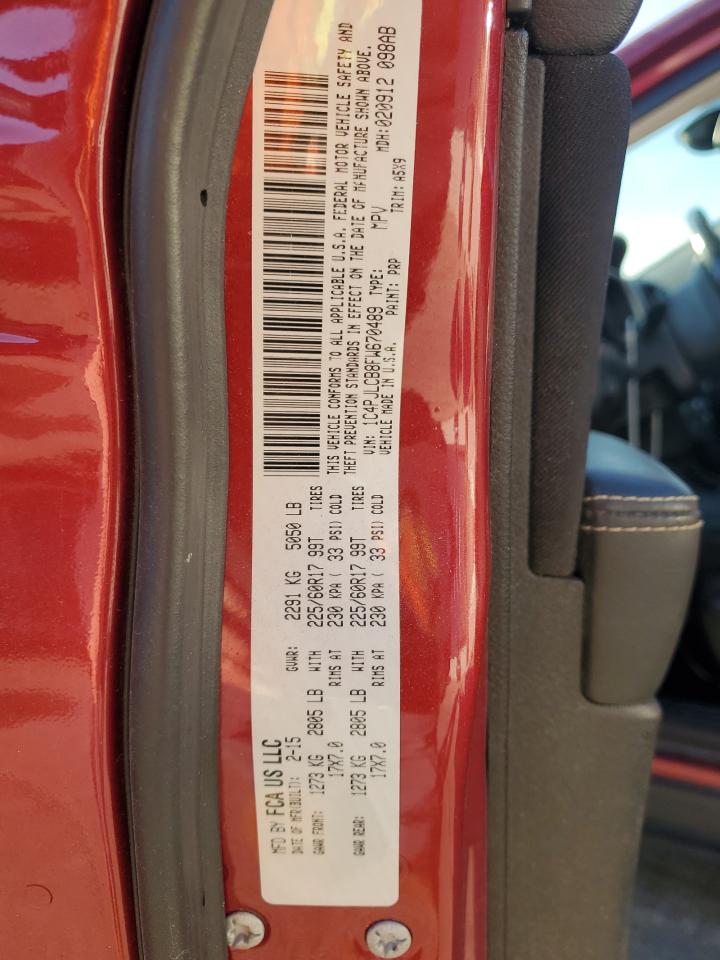 MFD BY FCA US LLC
DATE OF MFR(BUILT): 2-15 GVWR: 2291 KG 5050 LB
GAWR FRONT: 1273 KG 2805 LB WITH 225/60R17 99T TIRES
17X7.0 RIMS AT 230 KPA ( 33 PSI) COLD
GAWR REAR: 1273 KG 2805 LB WITH 225/60R17 99T TIRES
17X7.0 RIMS AT 230 KPA ( 33 PSI) COLD
THIS VEHICLE CONFORMS TO ALL APPLICABLE U.S.A. FEDERAL MOTOR VEHICLE SAFETY AND
THEFT PREVENTION STANDARDS IN EFFECT ON THE DATE OF MANUFACTURE SHOWN ABOVE.
VIN: 1C4PJLCB8FW670489 TYPE: MPV MDH:020912 098AB
VEHICLE MADE IN U.S.A. PAINT: PRP TRIM: A5X9